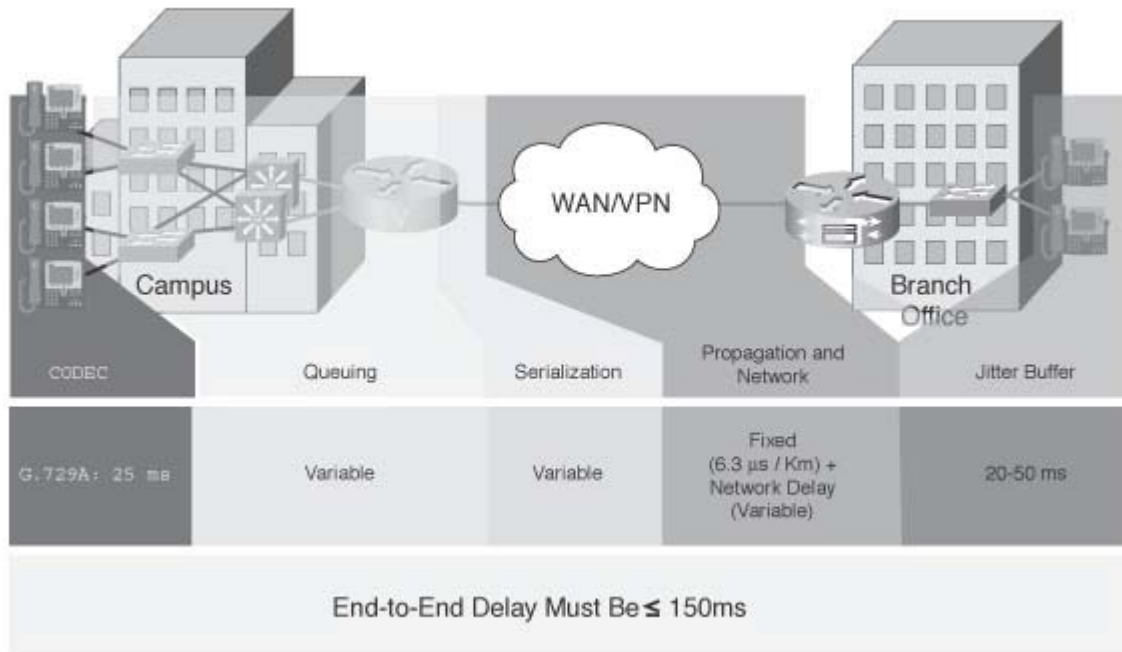 WAN/VPN
Campus
Branch
Office
CODEC
Queuing
Serialization
Propagation and
Network
Jitter Buffer
G.729A: 25 ms
Variable
Variable
Fixed
(6.3 µs / Km) +
Network Delay
(Variable)
20-50 ms
End-to-End Delay Must Be ≤ 150ms